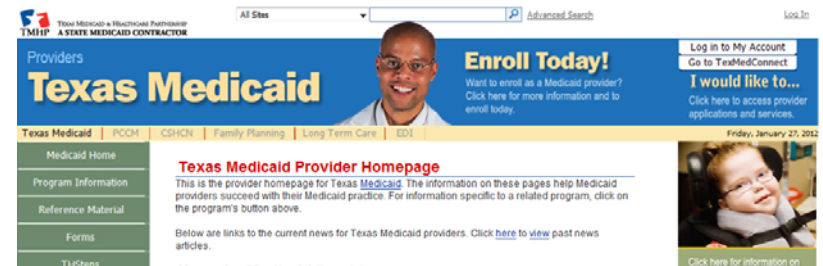 TEXAS MEDICAID & HEALTHCARE PARTNERSHIP
TMHP A STATE MEDICAID CONTRACTOR
All Sites
Advanced Search
Log In
Providers
Texas Medicaid
Enroll Today!
Want to enroll as a Medicaid provider?
Click here for more information and to
enroll today.
Log in to My Account
Go to TexMedConnect
I would like to...
Click here to access provider
applications and services.
Texas Medicaid | PCCM | CSHCN | Family Planning | Long Term Care | EDI
Friday, January 27, 2012
Medicaid Home
Program Information
Reference Material
Forms
THSteps
Texas Medicaid Provider Homepage
This is the provider homepage for Texas Medicaid. The information on these pages help Medicaid
providers succeed with their Medicaid practice. For information specific to a related program, click on
the program's button above.
Below are links to the current news for Texas Medicaid providers. Click here to view past news
articles.
Click here for information on